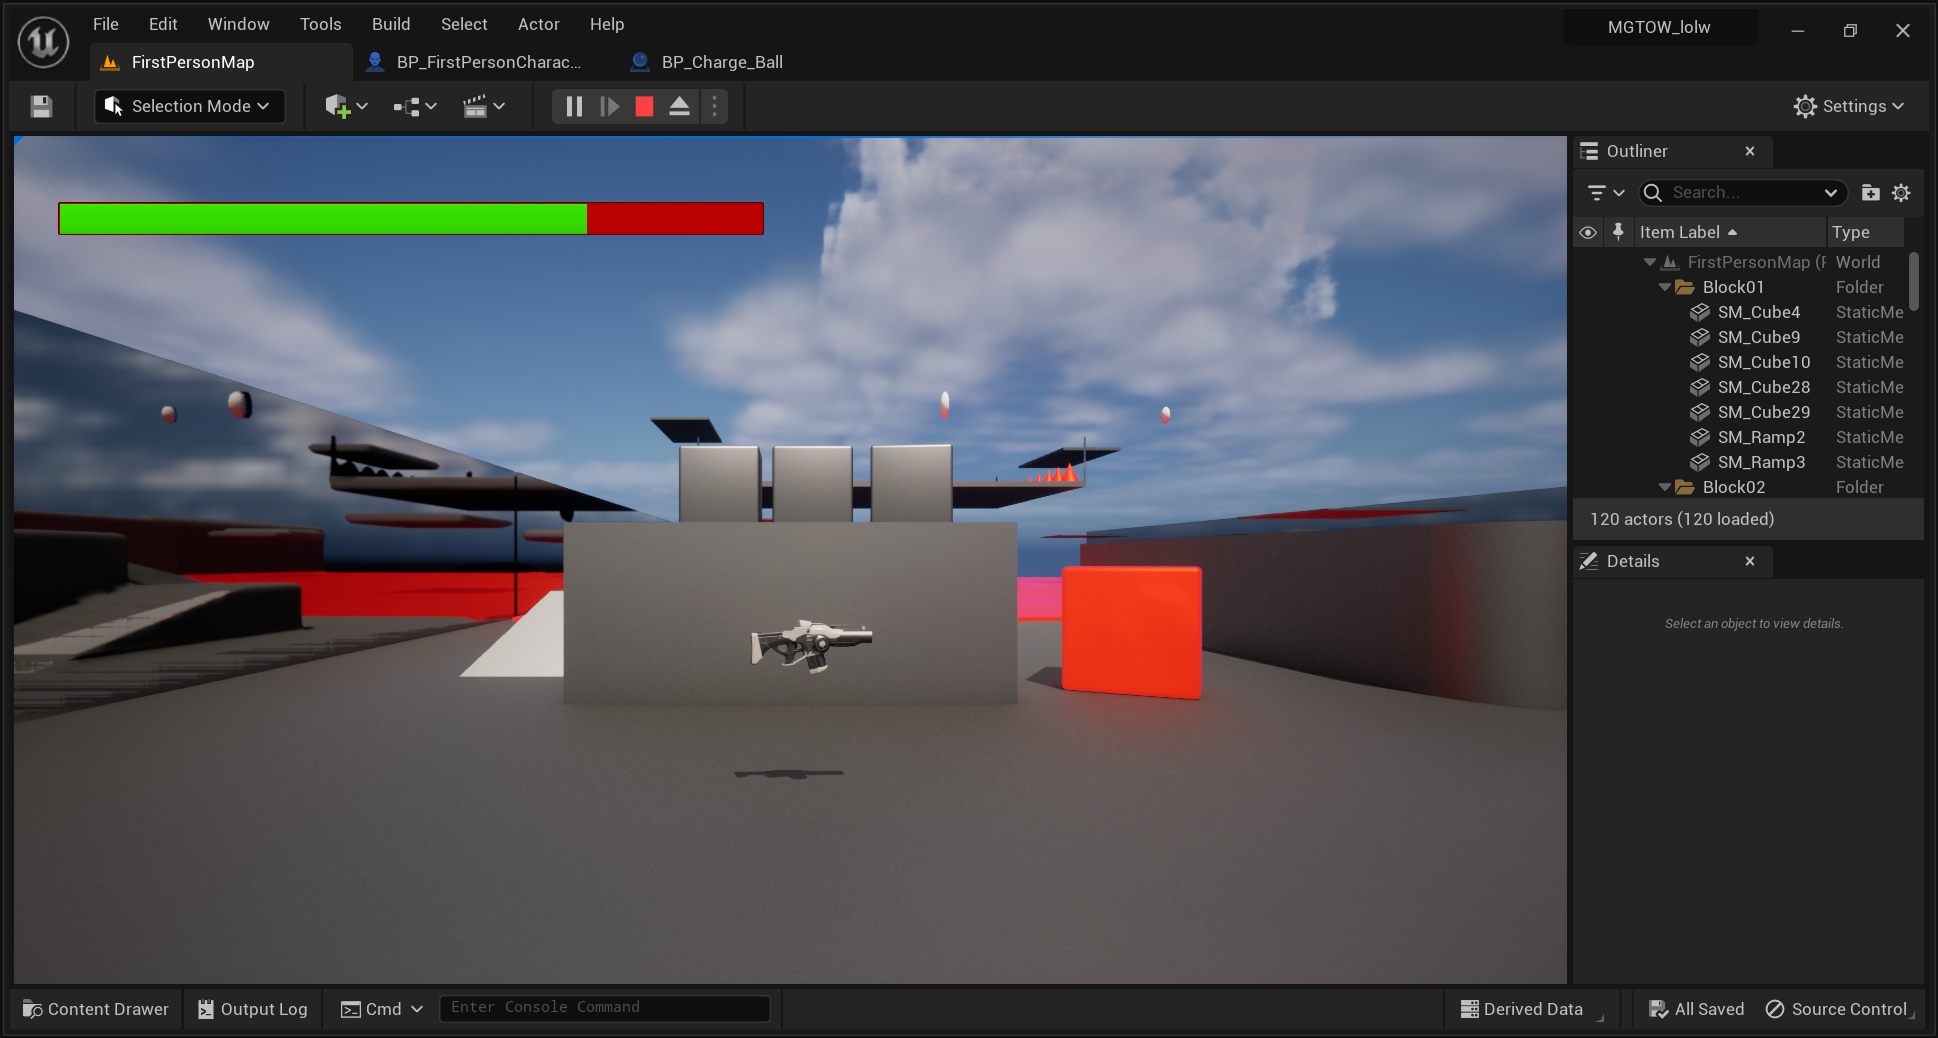 File Edit Window Tools Build Select Actor Help
MGTOW_lolw
FirstPersonMap BP_FirstPersonCharac... BP_Charge_Ball
Selection Mode
Settings
Outliner
Search...
Item Label Type
FirstPersonMap (F World
Block01 Folder
SM_Cube4 StaticMe
SM_Cube9 StaticMe
SM_Cube10 StaticMe
SM_Cube28 StaticMe
SM_Cube29 StaticMe
SM_Ramp2 StaticMe
SM_Ramp3 StaticMe
Block02 Folder
120 actors (120 loaded)
Details
Select an object to view details.
Content Drawer Output Log Cmd Enter Console Command Derived Data All Saved Source Control